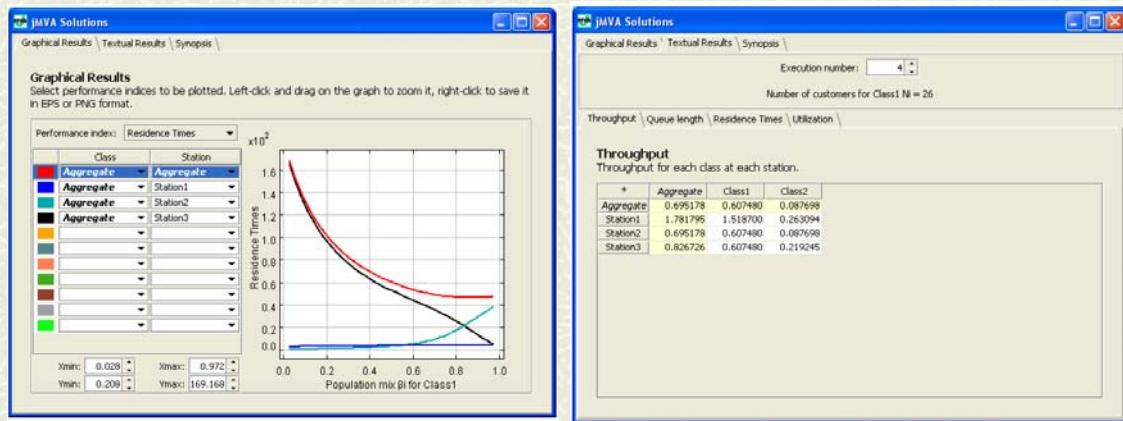 jMVA Solutions
Graphical Results \ Textual Results \ Synopsis \
Graphical Results
Select performance indices to be plotted. Left-click and drag on the graph to zoom it, right-click to save it
in EPS or PNG format.
Performance index: Residence Times
Class Station
Aggregate Aggregate
Aggregate Station1
Aggregate Station2
Aggregate Station3
Xmin: 0.028 Xmax: 0.972
Ymin: 0.208 Ymax: 169.168
x10²
1.6
1.4
1.2
1.0
0.8
0.6
0.4
0.2
0.0
Residence Times
0.0 0.2 0.4 0.6 0.8 1.0
Population mix βi for Class1
jMVA Solutions
Graphical Results \ Textual Results \ Synopsis \
Execution number: 4
Number of customers for Class1 Ni = 26
Throughput \ Queue length \ Residence Times \ Utilization \
Throughput
Throughput for each class at each station.
* Aggregate Class1 Class2
Aggregate 0.695178 0.607480 0.087698
Station1 1.781795 1.518700 0.263094
Station2 0.695178 0.607480 0.087698
Station3 0.826726 0.607480 0.219245